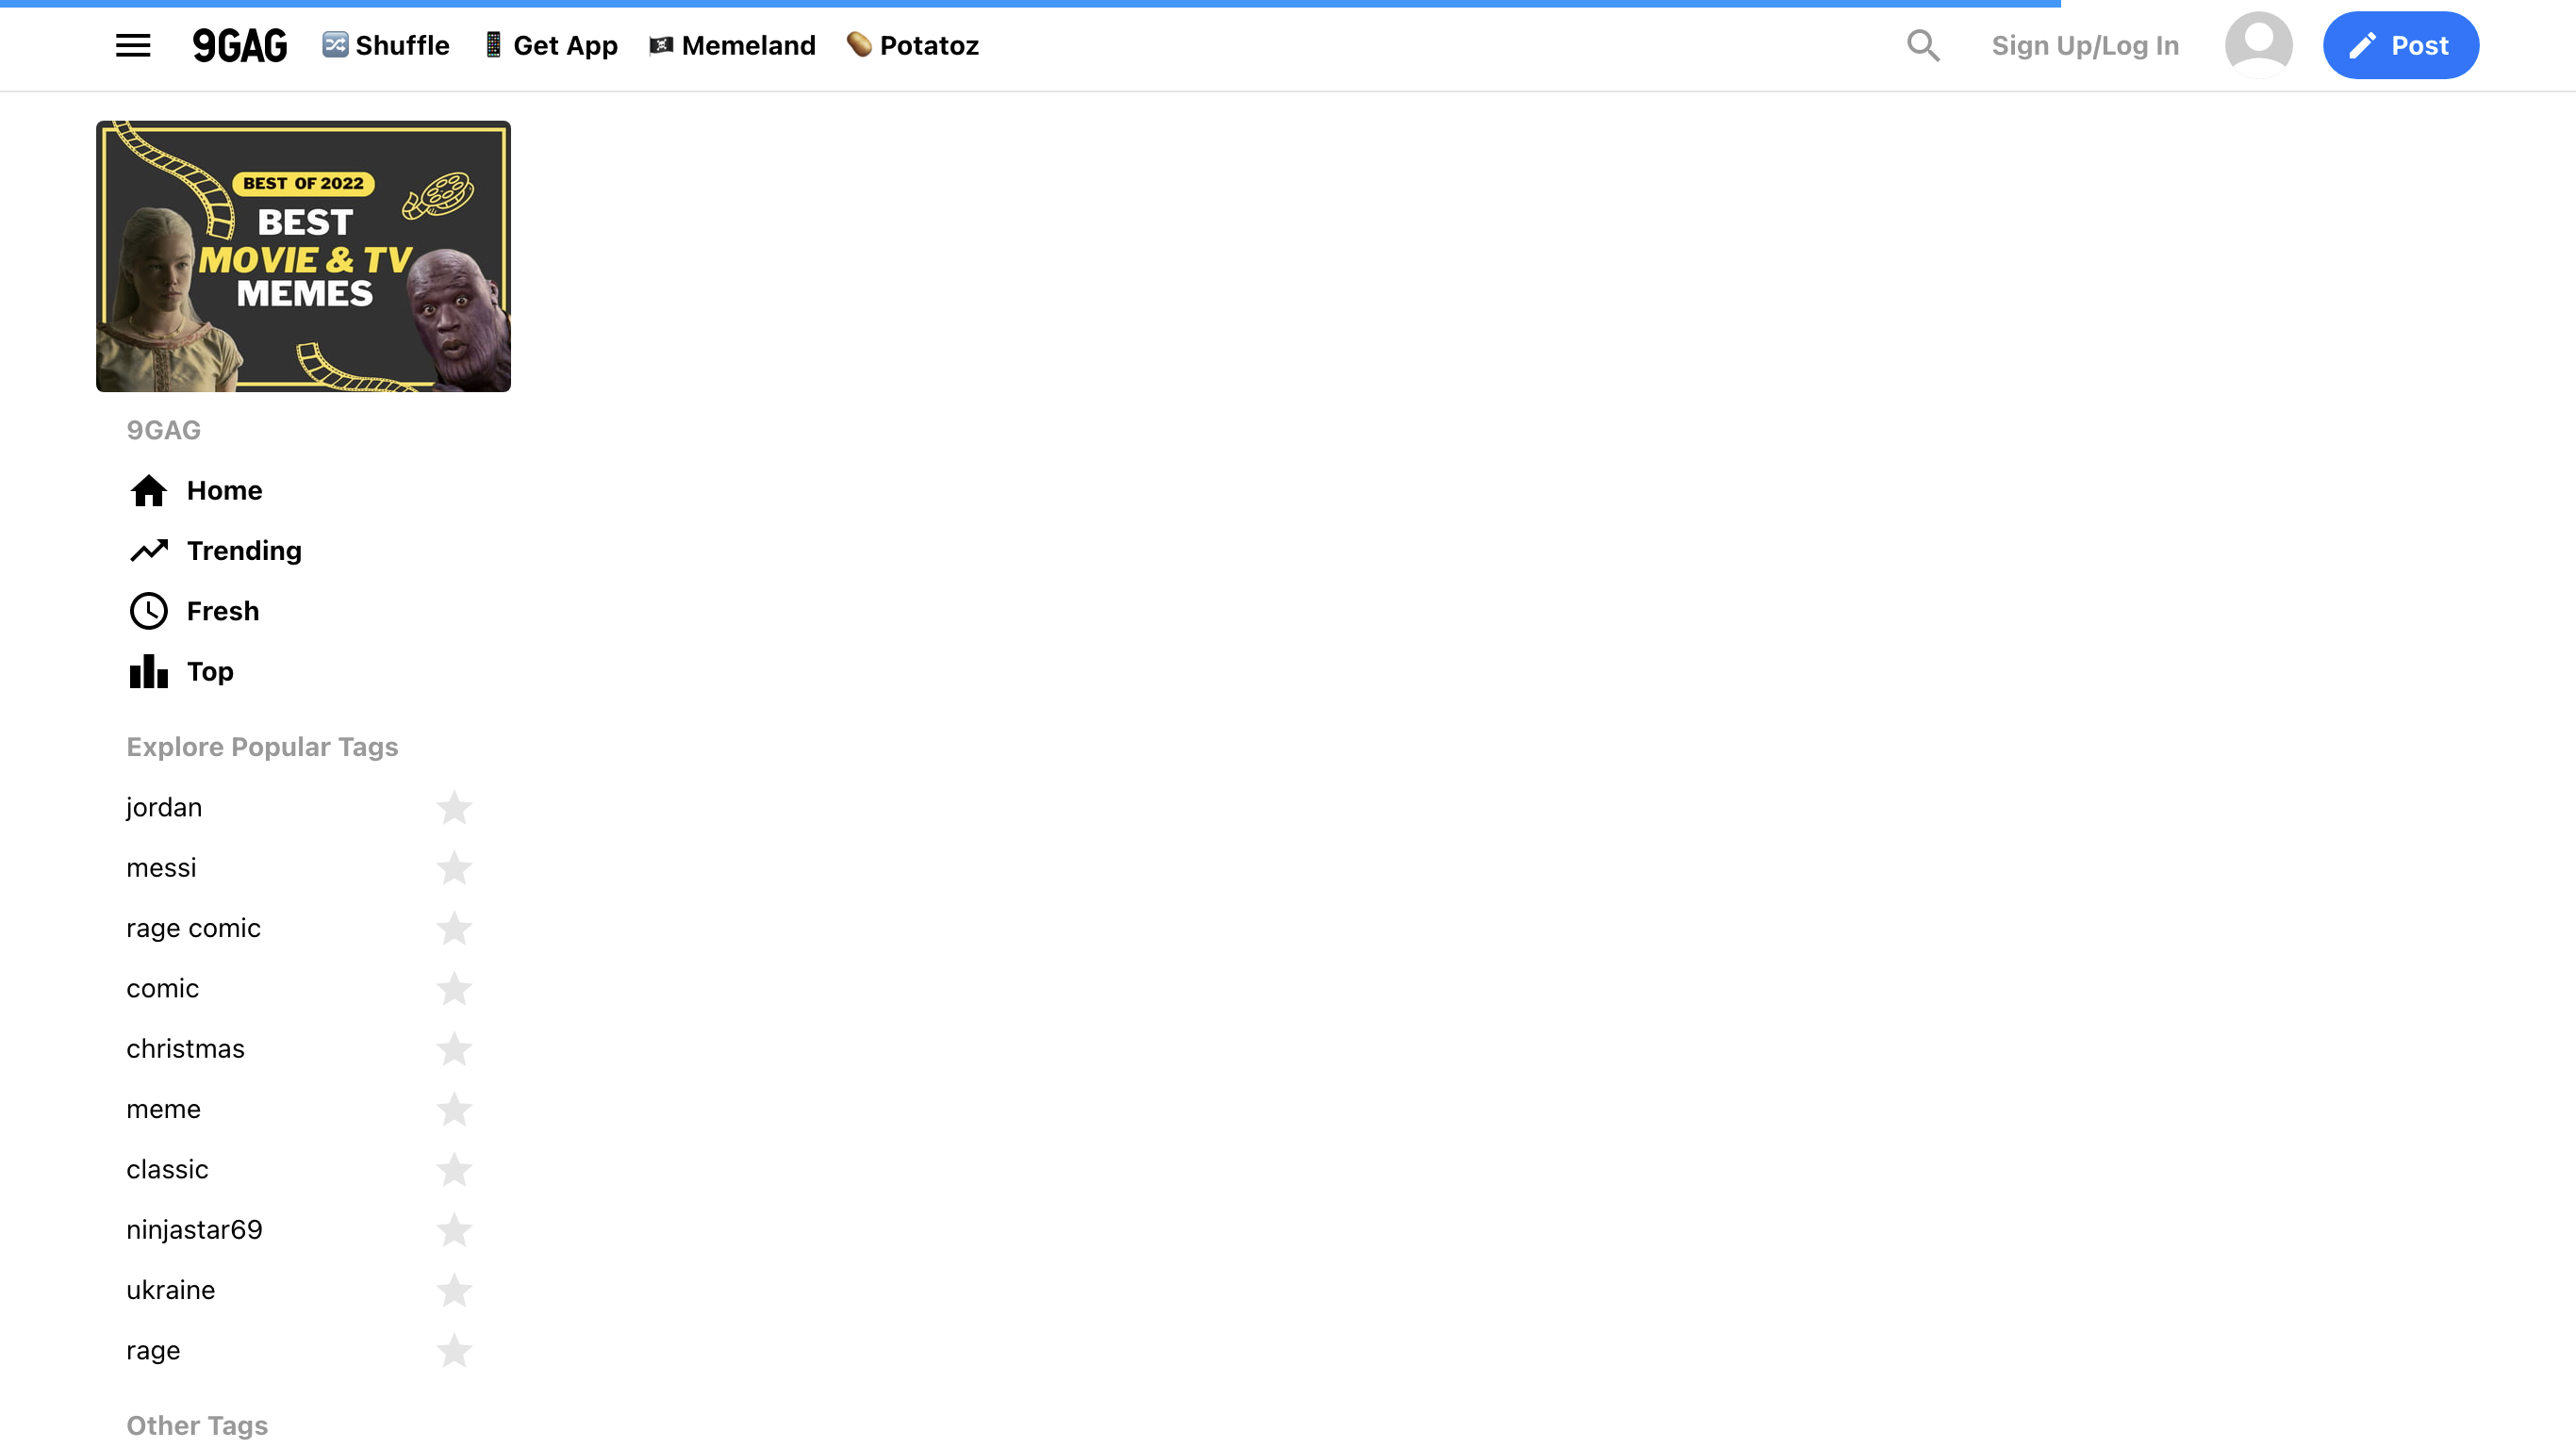 9GAG
Shuffle
Get App
Memeland
Potatoz
Sign Up/Log In
Post
BEST OF 2022
BEST
MOVIE & TV
MEMES
9GAG
Home
Trending
Fresh
Top
Explore Popular Tags
jordan
messi
rage comic
comic
christmas
meme
classic
ninjastar69
ukraine
rage
Other Tags